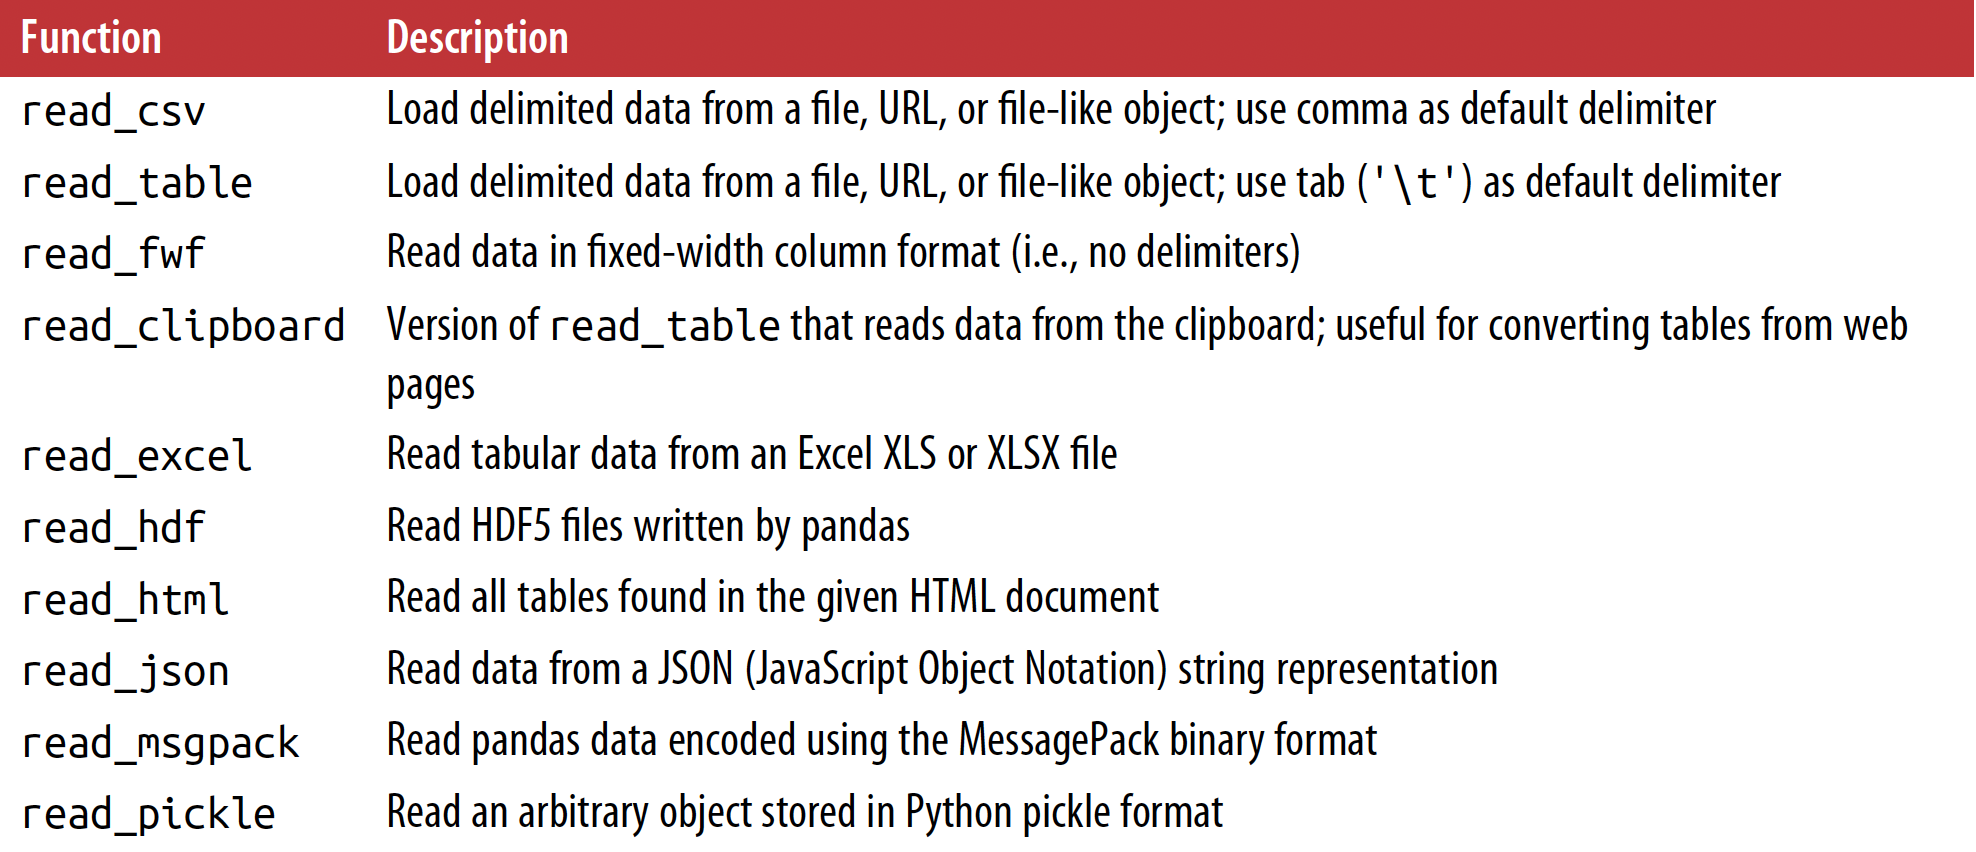 Function Description
read_csv Load delimited data from a file, URL, or file-like object; use comma as default delimiter
read_table Load delimited data from a file, URL, or file-like object; use tab ('\t') as default delimiter
read_fwf Read data in fixed-width column format (i.e., no delimiters)
read_clipboard Version of read_table that reads data from the clipboard; useful for converting tables from web
pages
read_excel Read tabular data from an Excel XLS or XLSX file
read_hdf Read HDF5 files written by pandas
read_html Read all tables found in the given HTML document
read_json Read data from a JSON (JavaScript Object Notation) string representation
read_msgpack Read pandas data encoded using the MessagePack binary format
read_pickle Read an arbitrary object stored in Python pickle format